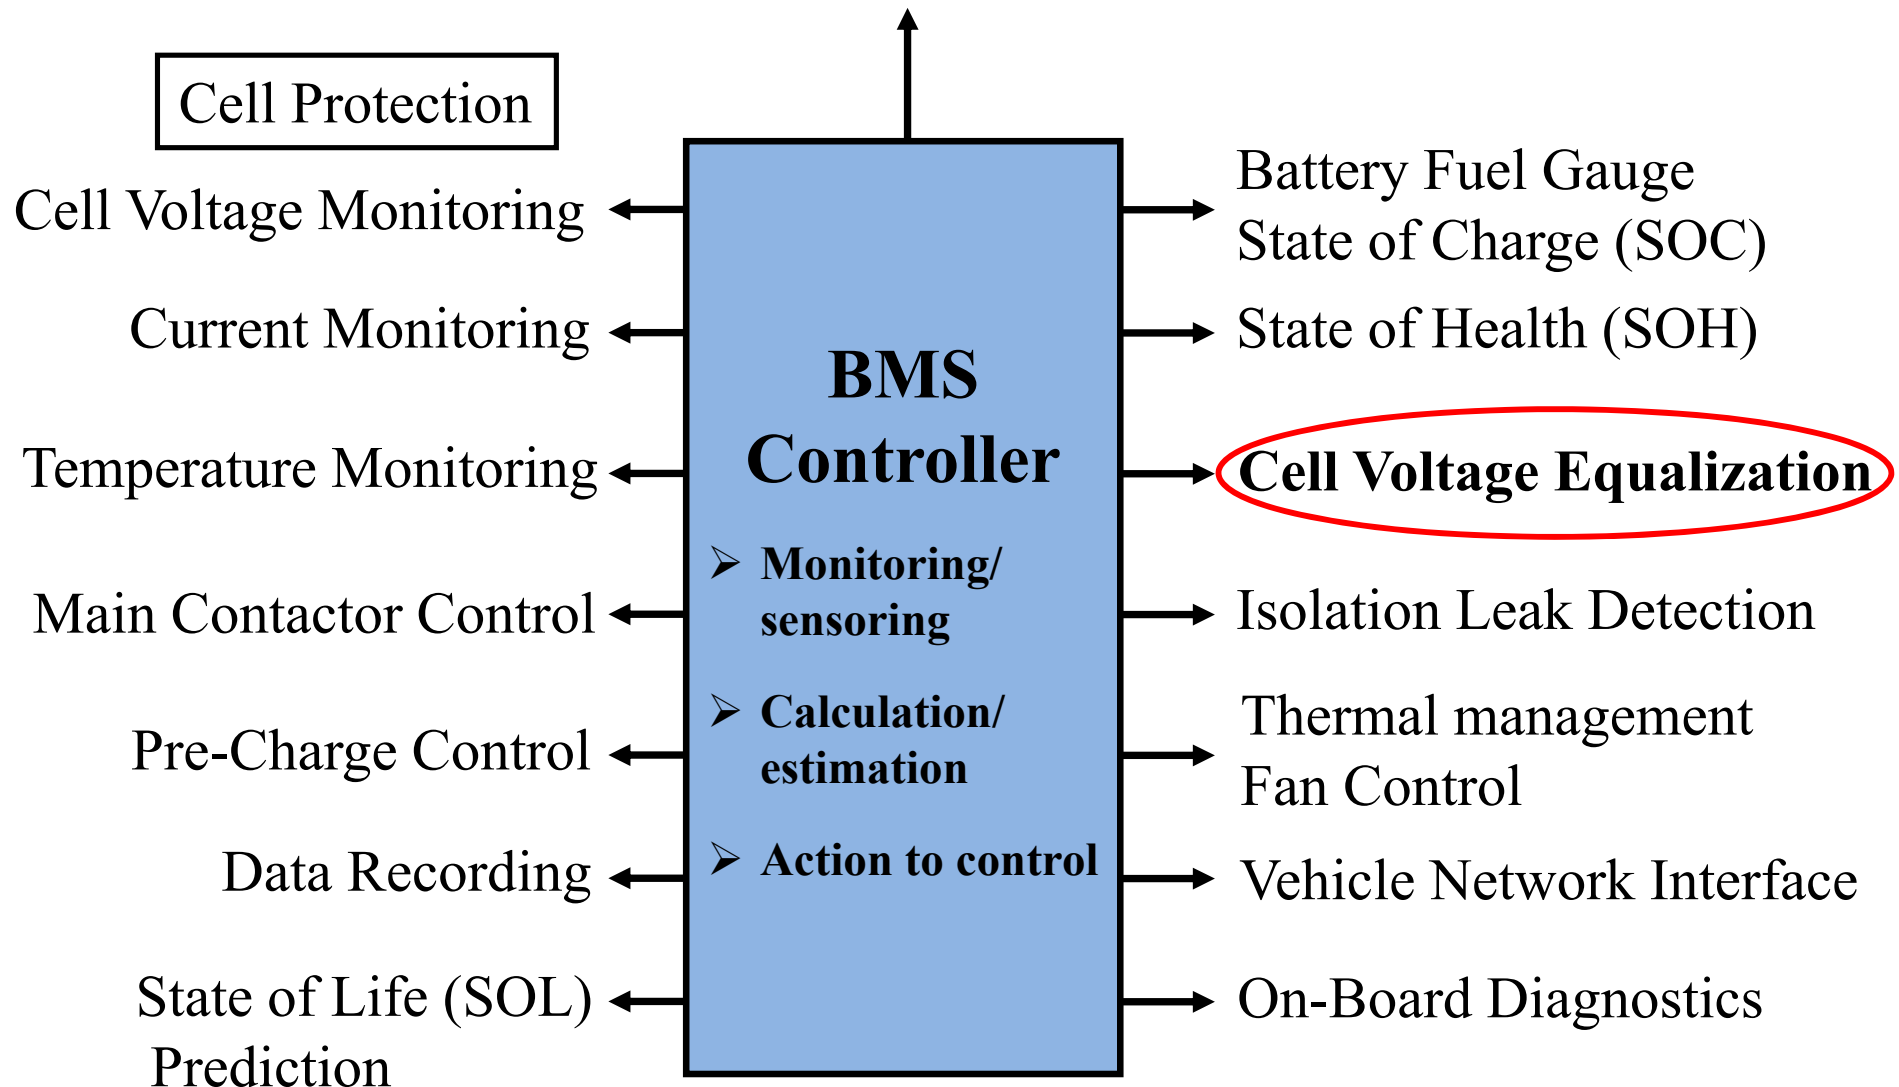 Cell Protection
Cell Voltage Monitoring
Current Monitoring
Temperature Monitoring
Main Contactor Control
Pre-Charge Control
Data Recording
State of Life (SOL)
Prediction
BMS
Controller
➢ Monitoring/
sensoring
➢ Calculation/
estimation
➢ Action to control
Battery Fuel Gauge
State of Charge (SOC)
State of Health (SOH)
Cell Voltage Equalization
Isolation Leak Detection
Thermal management
Fan Control
Vehicle Network Interface
On-Board Diagnostics